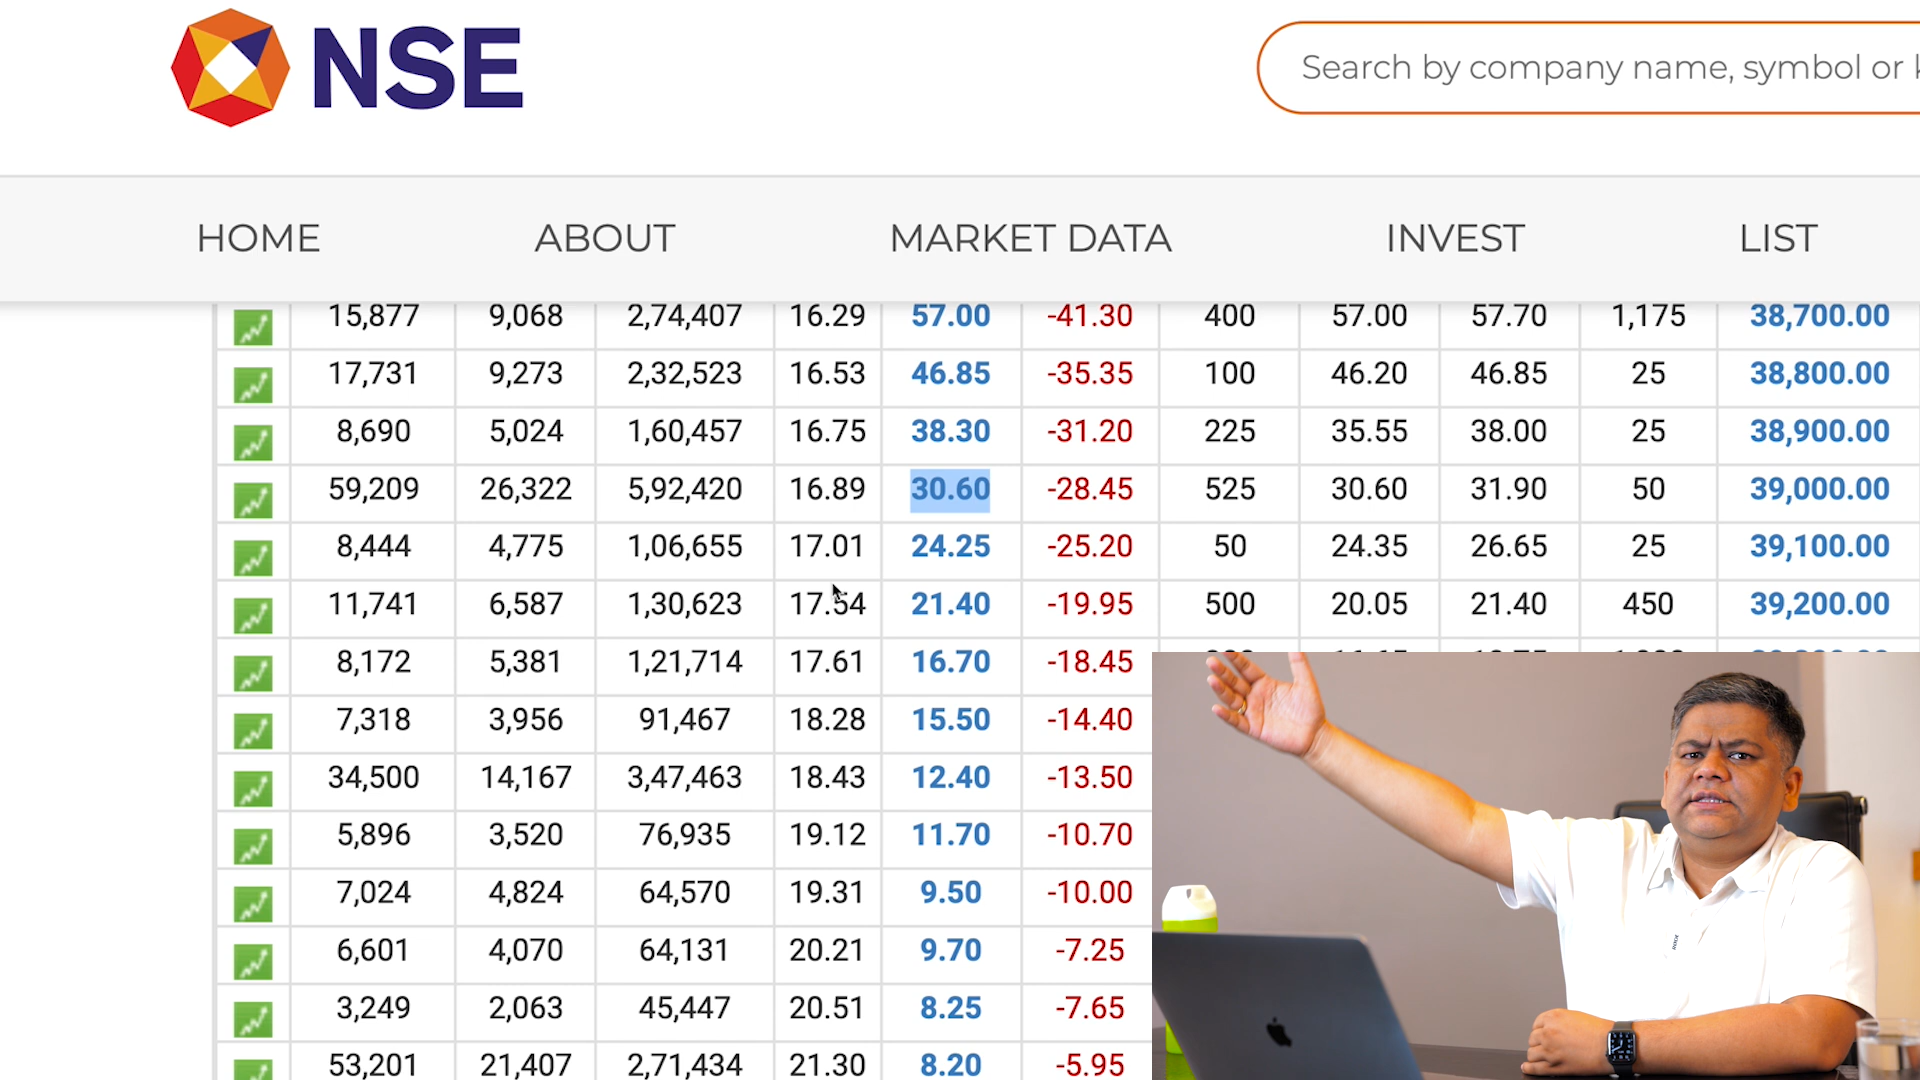 NSE
Search by company name, symbol or
HOME ABOUT MARKET DATA INVEST LIST
15,877 9,068 2,74,407 16.29 57.00 -41.30 400 57.00 57.70 1,175 38,700.00
17,731 9,273 2,32,523 16.53 46.85 -35.35 100 46.20 46.85 25 38,800.00
8,690 5,024 1,60,457 16.75 38.30 -31.20 225 35.55 38.00 25 38,900.00
59,209 26,322 5,92,420 16.89 30.60 -28.45 525 30.60 31.90 50 39,000.00
8,444 4,775 1,06,655 17.01 24.25 -25.20 50 24.35 26.65 25 39,100.00
11,741 6,587 1,30,623 17.54 21.40 -19.95 500 20.05 21.40 450 39,200.00
8,172 5,381 1,21,714 17.61 16.70 -18.45
7,318 3,956 91,467 18.28 15.50 -14.40
34,500 14,167 3,47,463 18.43 12.40 -13.50
5,896 3,520 76,935 19.12 11.70 -10.70
7,024 4,824 64,570 19.31 9.50 -10.00
6,601 4,070 64,131 20.21 9.70 -7.25
3,249 2,063 45,447 20.51 8.25 -7.65
53,201 21,407 2,71,434 21.30 8.20 -5.95